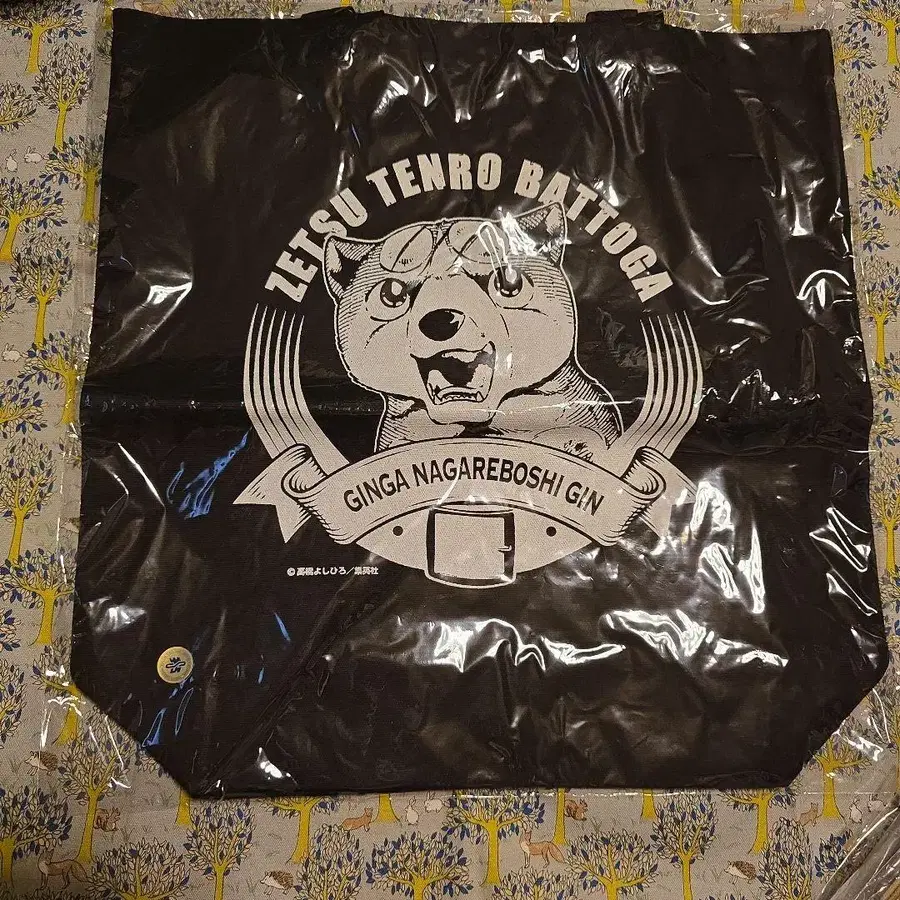 ZETSU TENRO BATTOGA
GINGA NAGAREBOSHI GIN
©高橋よしひろ/集英社